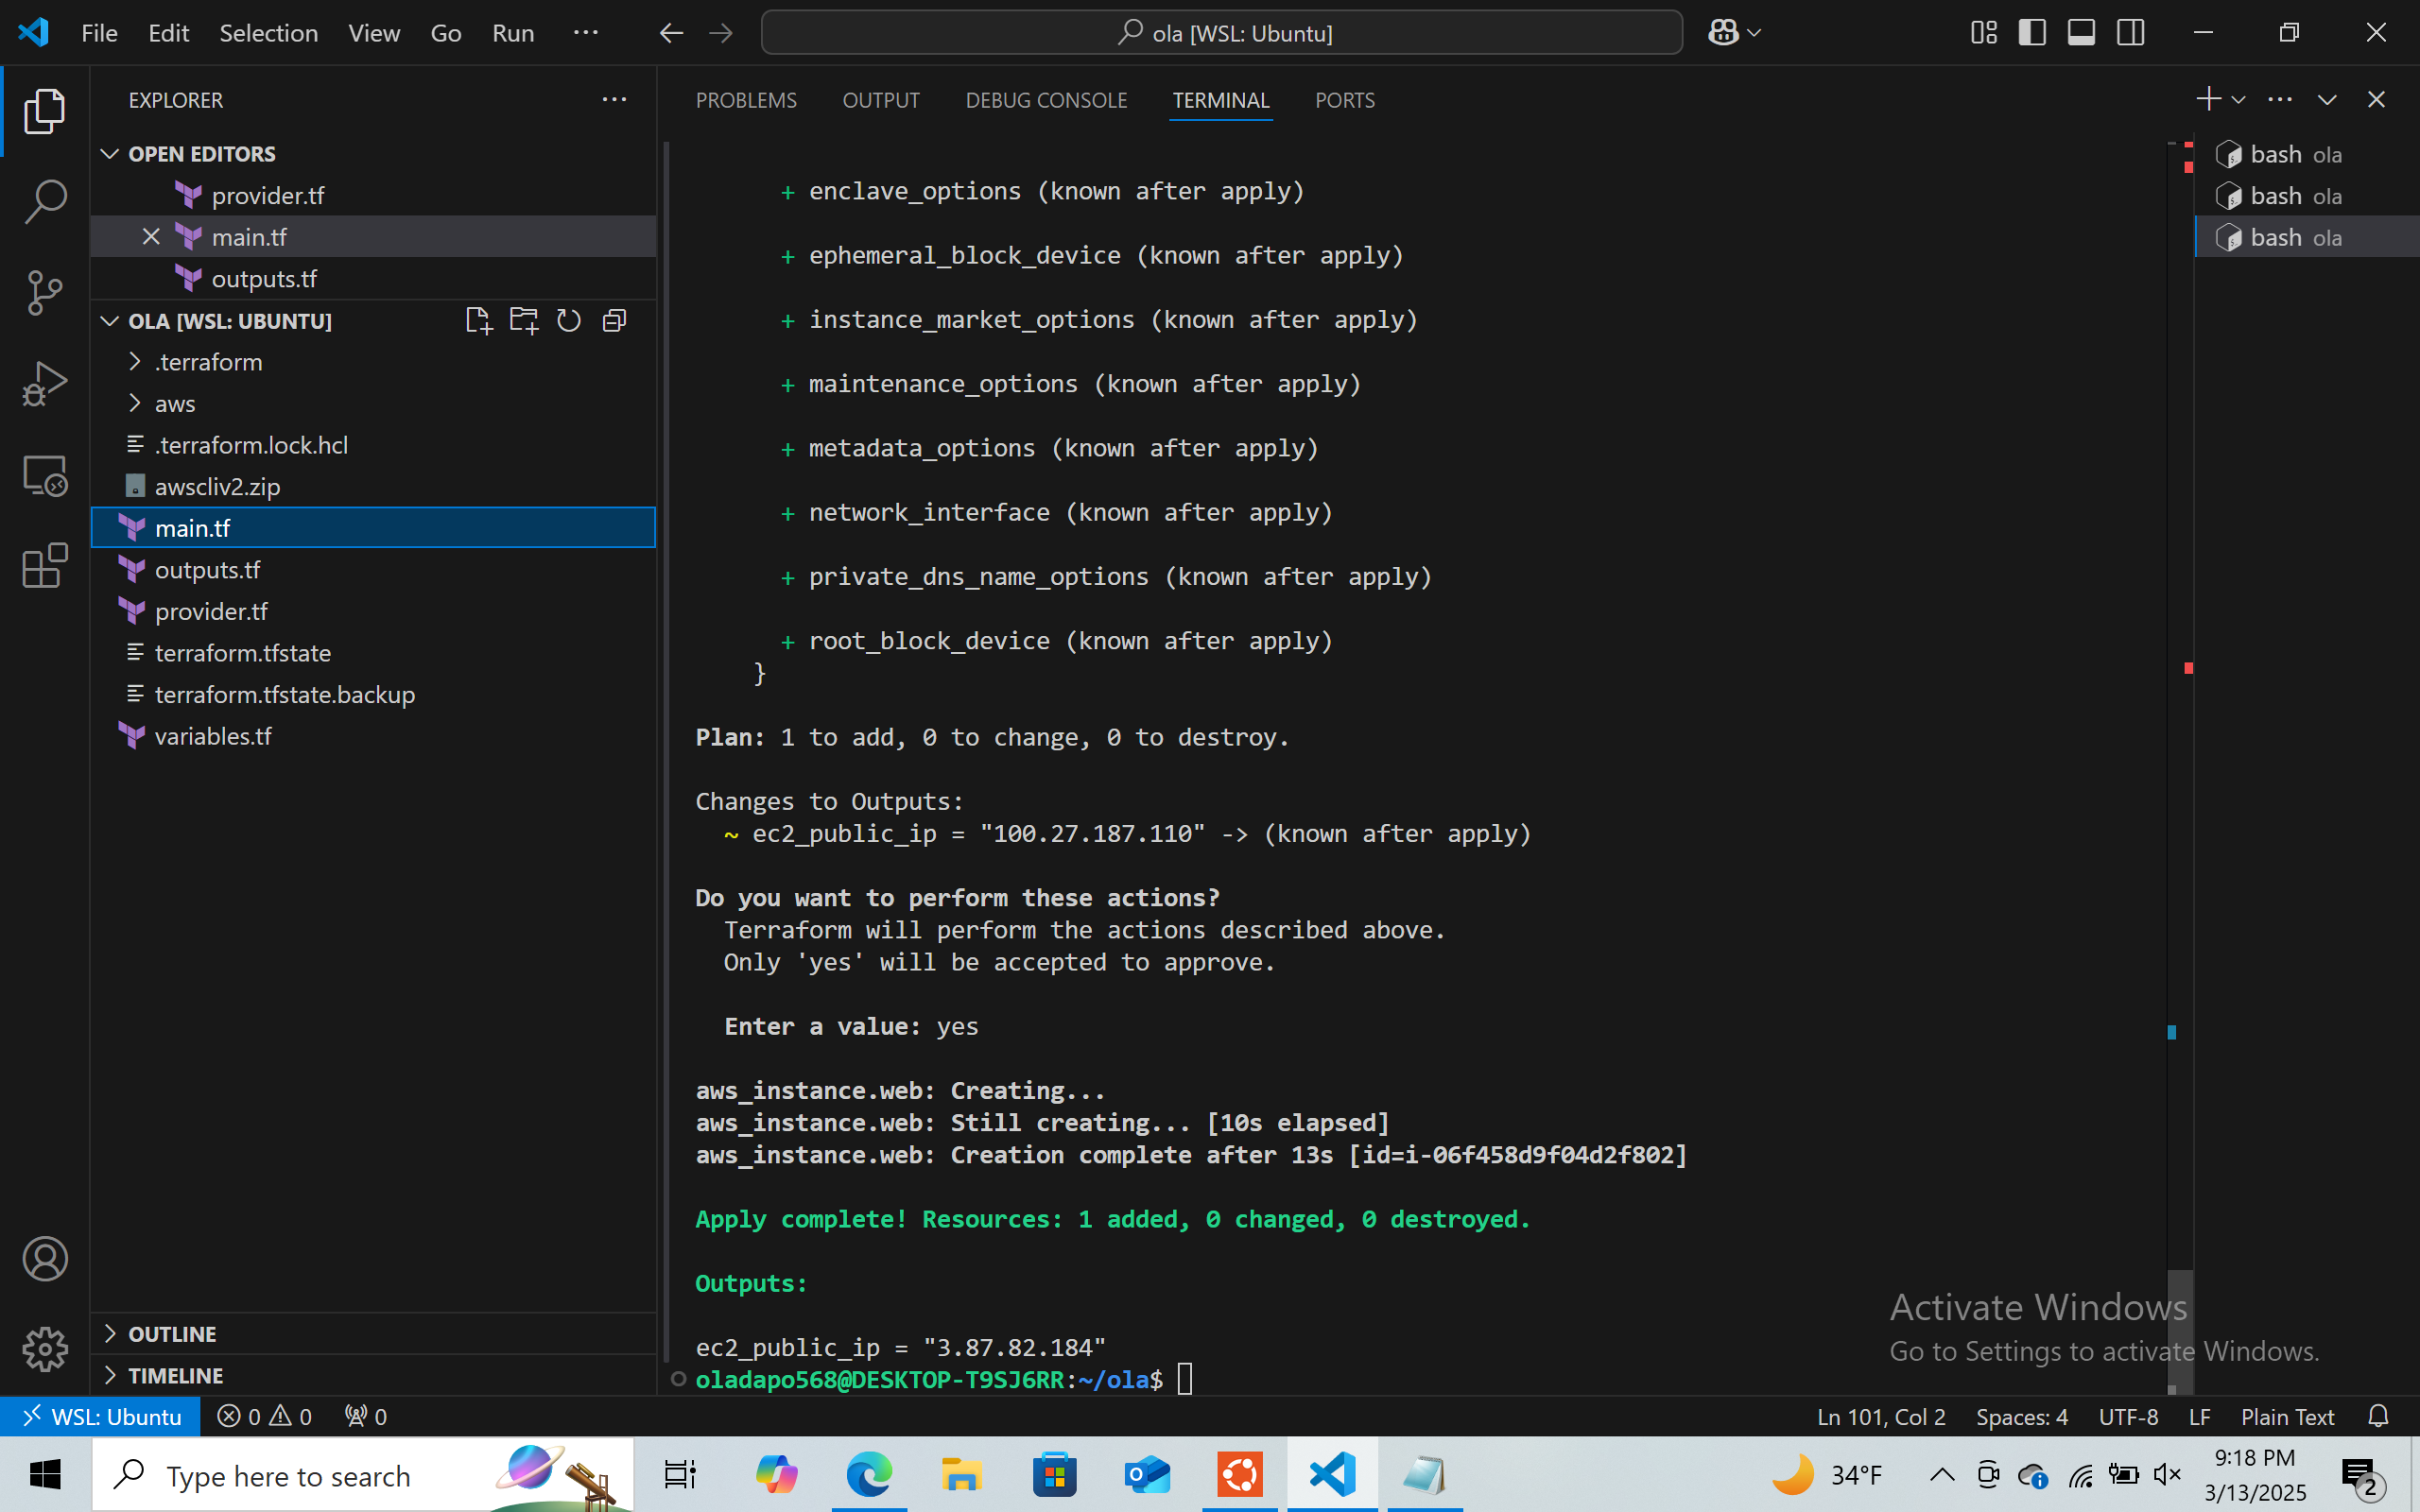 File Edit Selection View Go Run ···
ola [WSL: Ubuntu]
EXPLORER
OPEN EDITORS
provider.tf
main.tf
outputs.tf
OLA [WSL: UBUNTU]
.terraform
aws
.terraform.lock.hcl
awscliv2.zip
main.tf
outputs.tf
provider.tf
terraform.tfstate
terraform.tfstate.backup
variables.tf
OUTLINE
TIMELINE
PROBLEMS OUTPUT DEBUG CONSOLE TERMINAL PORTS
+ enclave_options (known after apply)
+ ephemeral_block_device (known after apply)
+ instance_market_options (known after apply)
+ maintenance_options (known after apply)
+ metadata_options (known after apply)
+ network_interface (known after apply)
+ private_dns_name_options (known after apply)
+ root_block_device (known after apply)
}
Plan: 1 to add, 0 to change, 0 to destroy.
Changes to Outputs:
~ ec2_public_ip = "100.27.187.110" -> (known after apply)
Do you want to perform these actions?
Terraform will perform the actions described above.
Only 'yes' will be accepted to approve.
Enter a value: yes
aws_instance.web: Creating...
aws_instance.web: Still creating... [10s elapsed]
aws_instance.web: Creation complete after 13s [id=i-06f458d9f04d2f802]
Apply complete! Resources: 1 added, 0 changed, 0 destroyed.
Outputs:
ec2_public_ip = "3.87.82.184"
oladapo568@DESKTOP-T9SJ6RR:~/ola$
bash ola
bash ola
bash ola
Activate Windows
Go to Settings to activate Windows.
WSL: Ubuntu 0 0 0
Ln 101, Col 2 Spaces: 4 UTF-8 LF Plain Text
Type here to search
34°F
9:18 PM
3/13/2025
2